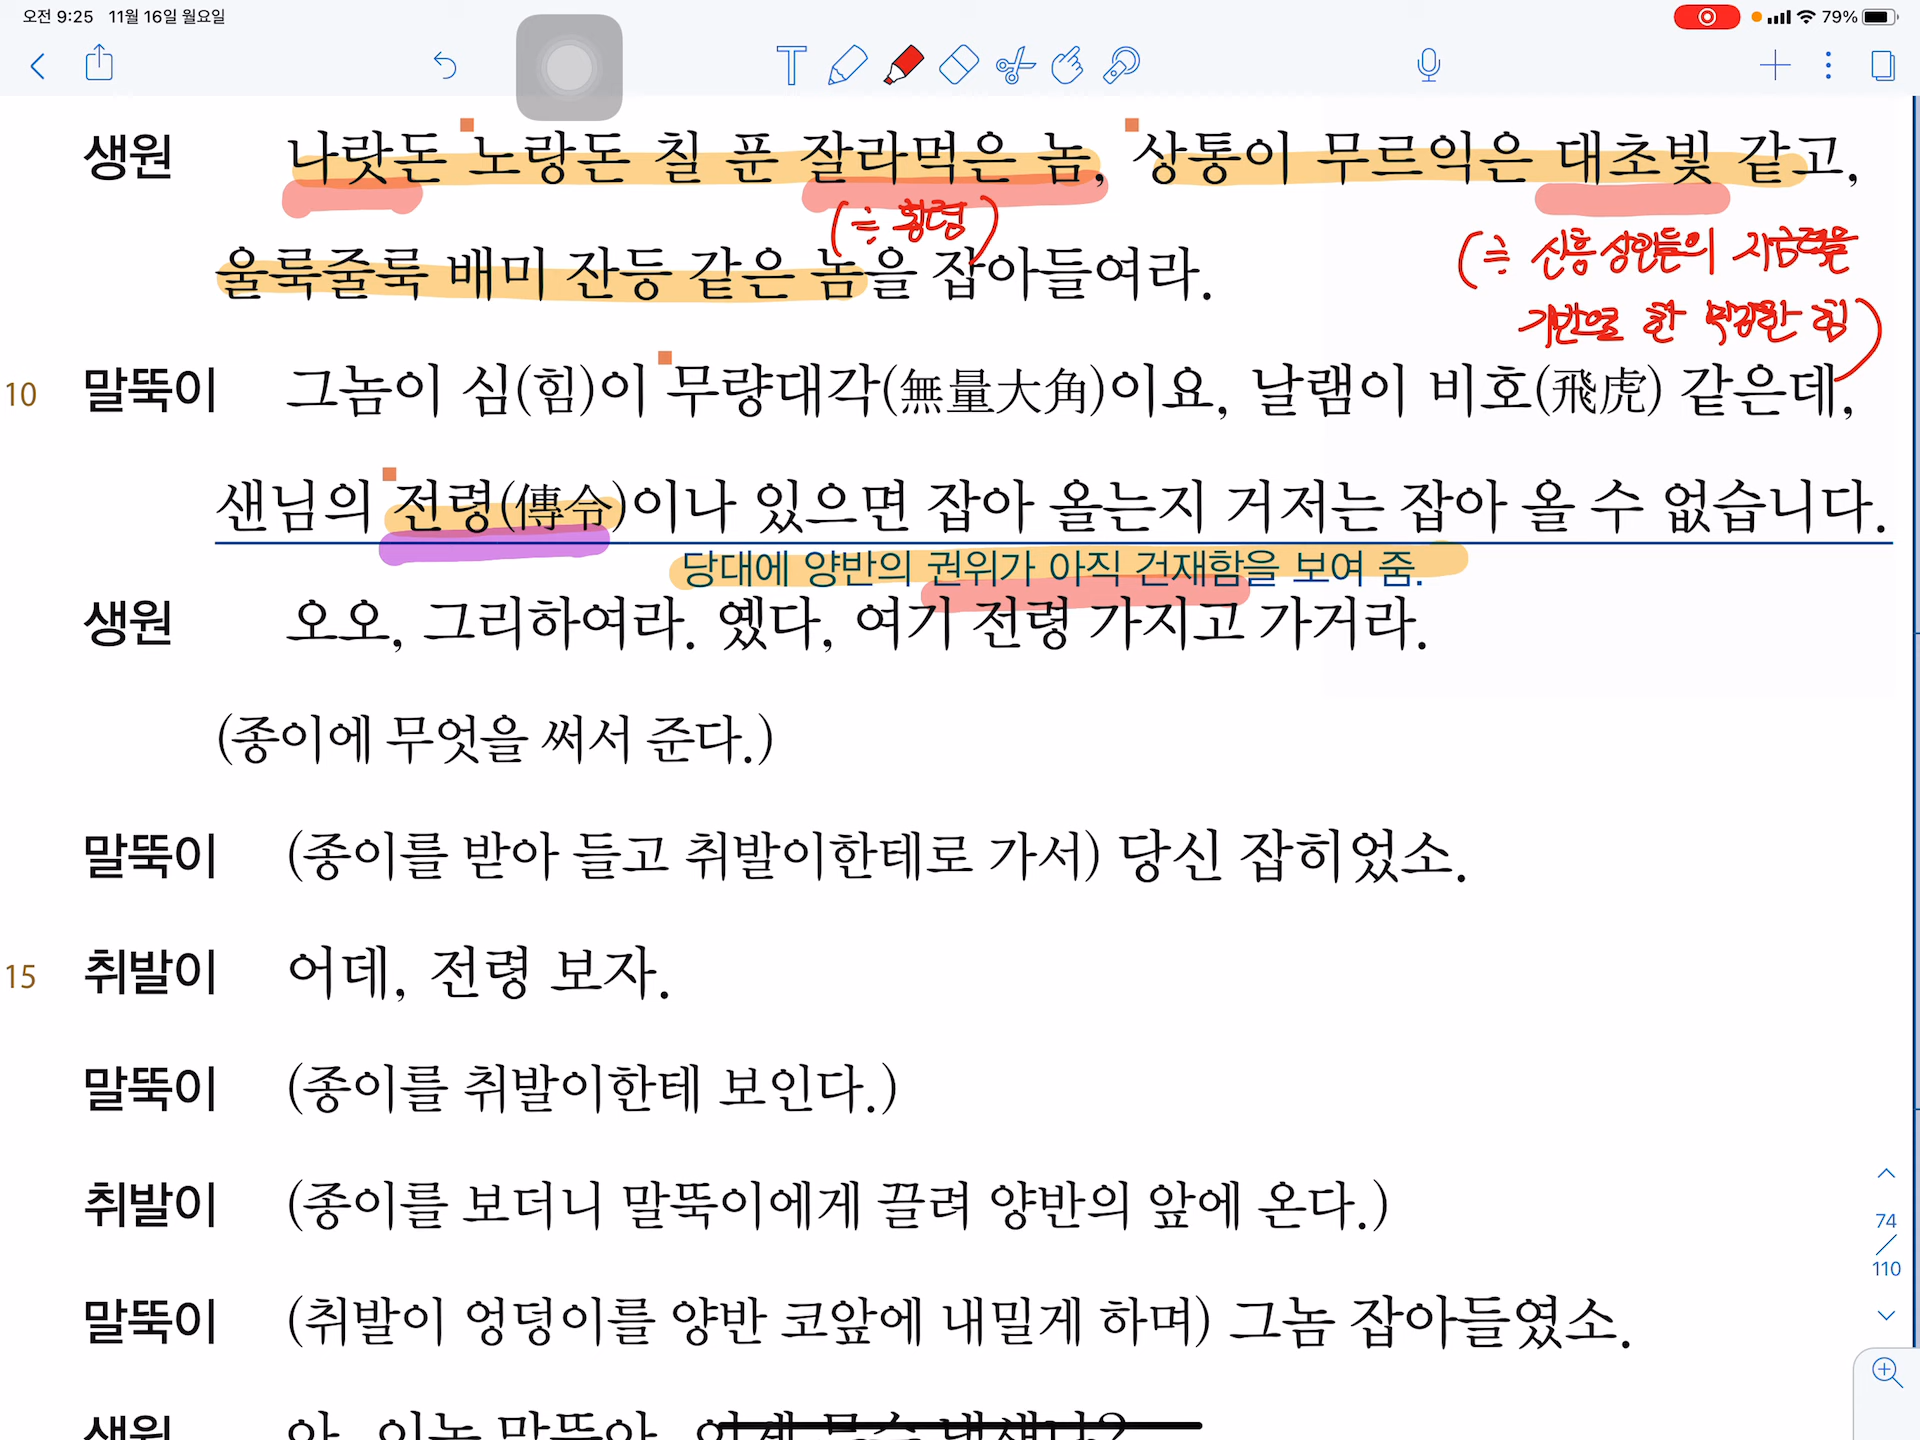 오전 9:25 11월 16일 월요일
79%
생원 나랏돈 노랑돈 칠 푼 잘라먹은 놈, 상통이 무르익은 대초빛 같고,
(≒ 횡령)
울룩줄룩 배미 잔등 같은 놈을 잡아들여라.
(≒ 신흥 상인들의 자금력을
기반으로 한 막강한 힘)
10 말뚝이 그놈이 심(힘)이 무량대각(無量大角)이요, 날램이 비호(飛虎) 같은데,
샌님의 전령(傳令)이나 있으면 잡아 올는지 거저는 잡아 올 수 없습니다.
당대에 양반의 권위가 아직 건재함을 보여 줌.
생원 오오, 그리하여라. 옜다, 여기 전령 가지고 가거라.
(종이에 무엇을 써서 준다.)
말뚝이 (종이를 받아 들고 취발이한테로 가서) 당신 잡히었소.
15 취발이 어데, 전령 보자.
말뚝이 (종이를 취발이한테 보인다.)
취발이 (종이를 보더니 말뚝이에게 끌려 양반의 앞에 온다.)
74
110
말뚝이 (취발이 엉덩이를 양반 코앞에 내밀게 하며) 그놈 잡아들였소.
생원 아, 이놈 말뚝아,